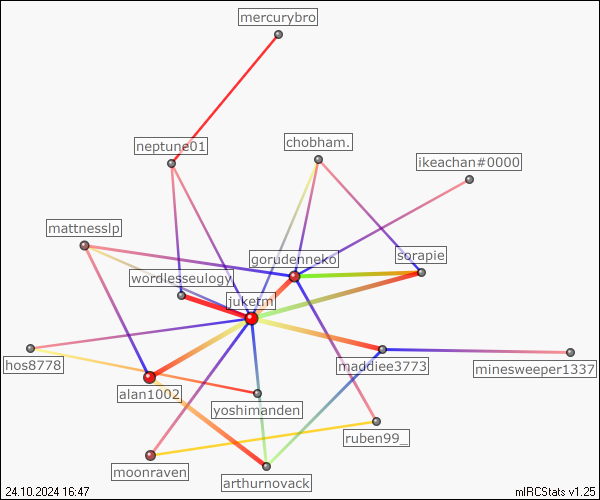 mercurybro
neptune01
chobham.
ikeachan#0000
mattnesslp
gorudenneko
sorapie
wordlesseulogy
juketm
hos8778
maddiee3773
minesweeper1337
alan1002
yoshimanden
ruben99_
moonraven
arthurnovack
24.10.2024 16:47
mIRCStats v1.25